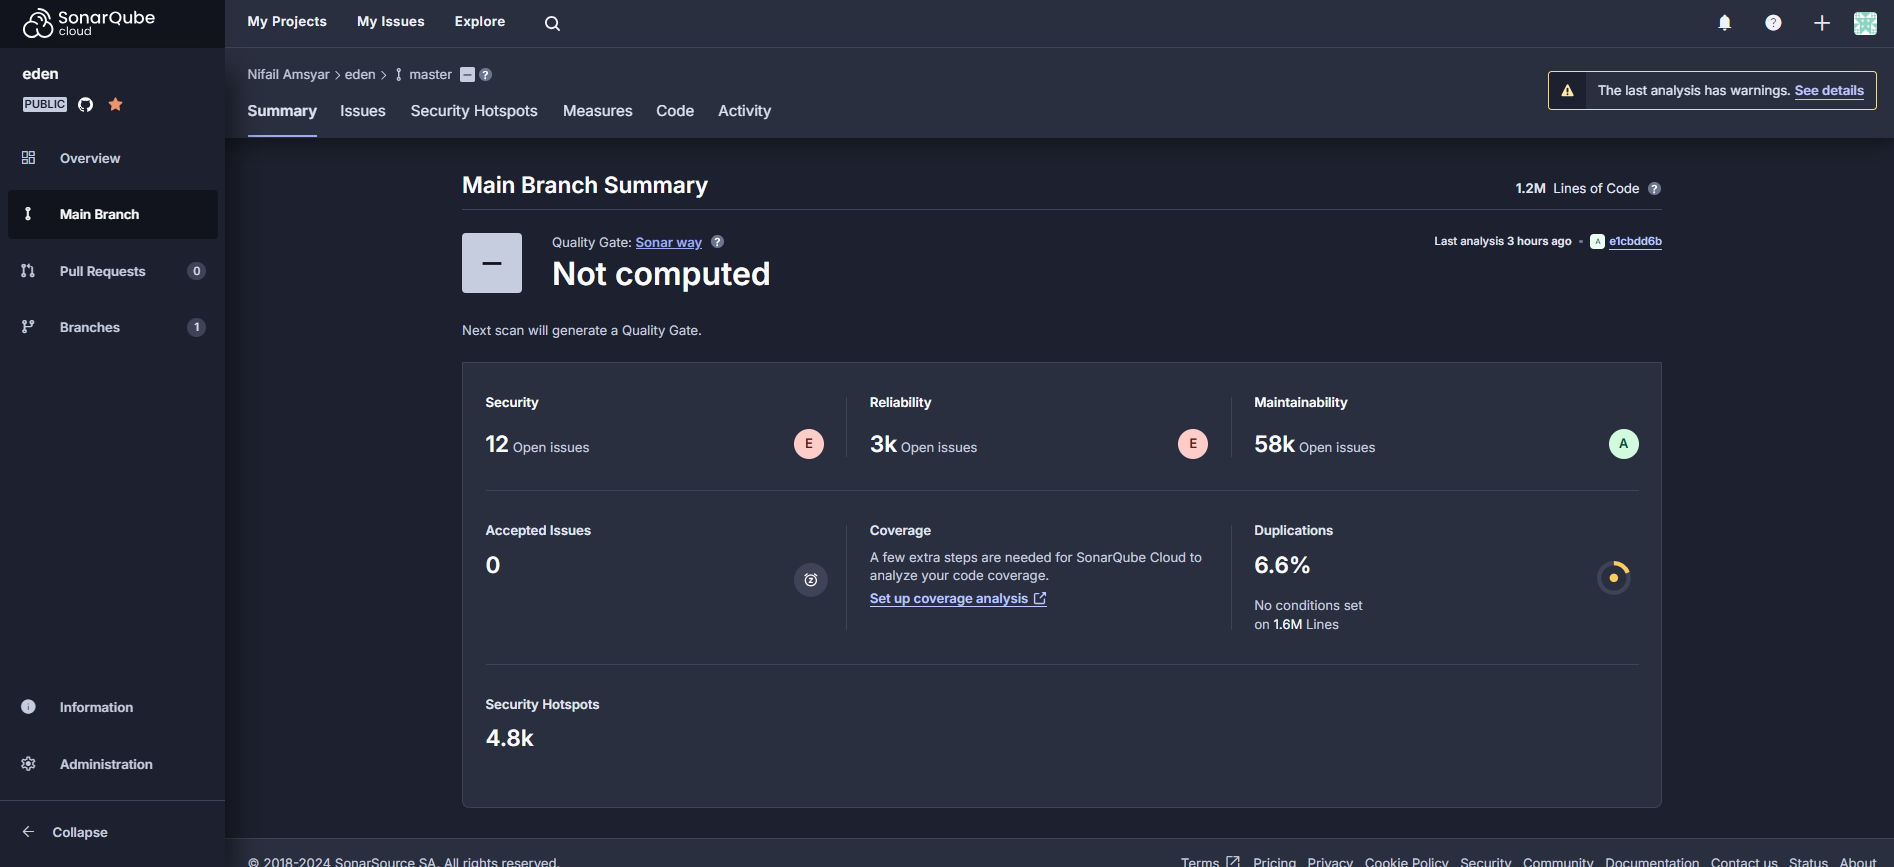 SonarQube
cloud
My Projects
My Issues
Explore
eden
PUBLIC
Nifail Amsyar > eden > master
Summary
Issues
Security Hotspots
Measures
Code
Activity
The last analysis has warnings. See details
Overview
Main Branch
Pull Requests
0
Branches
1
Information
Administration
Collapse
Main Branch Summary
1.2M Lines of Code
Quality Gate: Sonar way
Not computed
Last analysis 3 hours ago
A
e1cbdd6b
Next scan will generate a Quality Gate.
Security
12 Open issues
E
Reliability
3k Open issues
E
Maintainability
58k Open issues
A
Accepted Issues
0
Coverage
A few extra steps are needed for SonarQube Cloud to
analyze your code coverage.
Set up coverage analysis
Duplications
6.6%
No conditions set
on 1.6M Lines
Security Hotspots
4.8k
© 2018-2024 SonarSource SA. All rights reserved.
Terms
Pricing
Privacy
Cookie Policy
Security
Community
Documentation
Contact us
Status
About